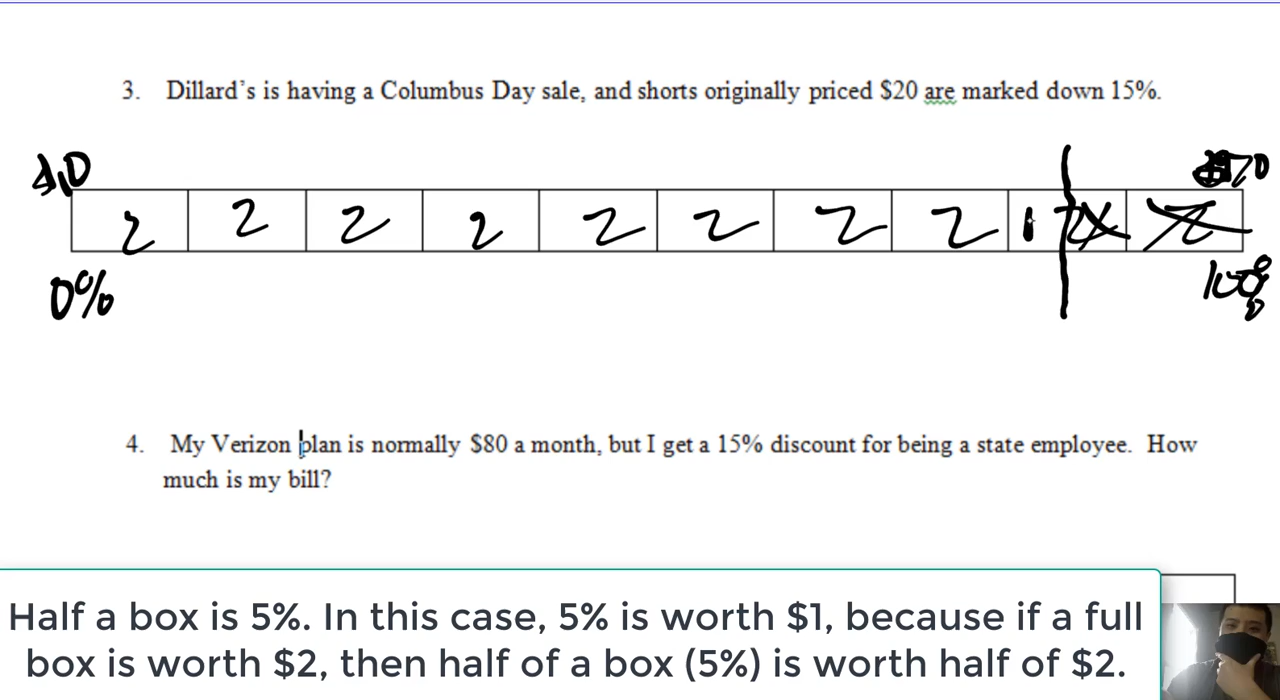 3. Dillard's is having a Columbus Day sale, and shorts originally priced $20 are marked down 15%.
2 2 2 2 2 2 2 2 1
0%
4. My Verizon plan is normally $80 a month, but I get a 15% discount for being a state employee. How
much is my bill?
Half a box is 5%. In this case, 5% is worth $1, because if a full
box is worth $2, then half of a box (5%) is worth half of $2.